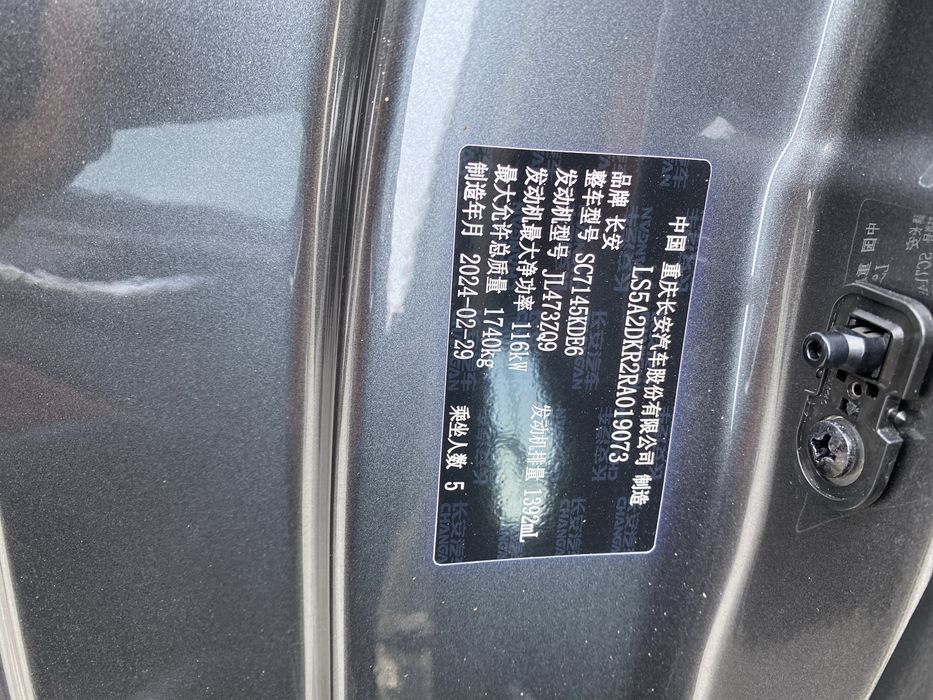 中国 重庆长安汽车股份有限公司 制造
LS5A2DKR2RA019073
品牌 长安
整车型号 SC7145KDE6
发动机型号 JL473ZQ9 发动机排量 1392mL
发动机最大净功率 116kW
最大允许总质量 1740kg
制造年月 2024-02-29 乘坐人数 5